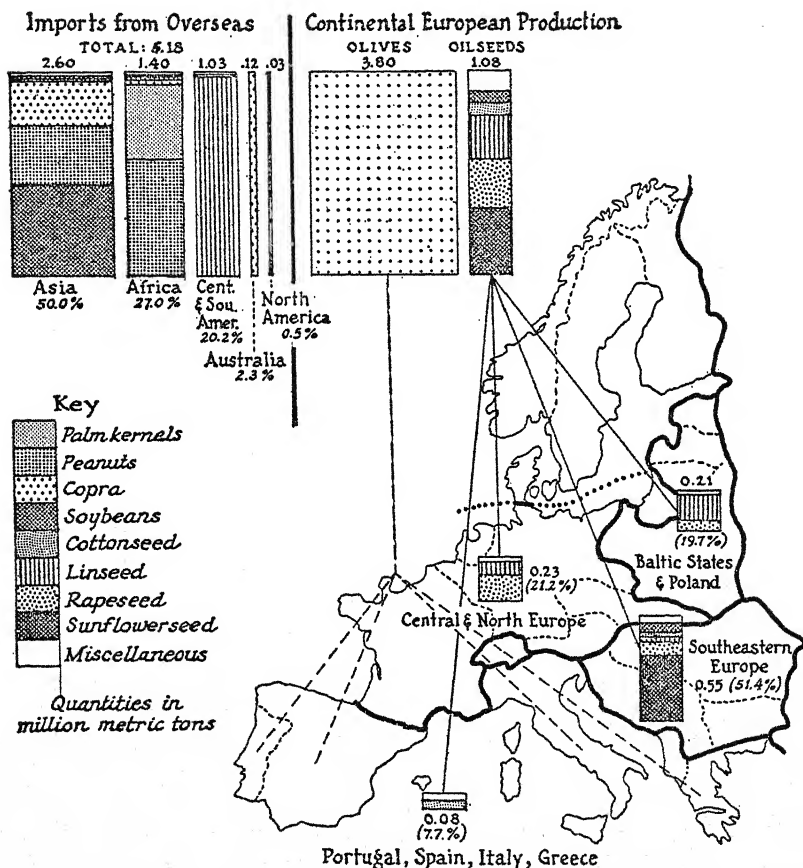 Imports from Overseas
TOTAL: 5.18
2.60 1.40 1.03 .12 .03
Asia
50.0%
Africa
27.0%
Cent.
& Sou.
Amer.
20.2%
Australia
2.3%
North
America
0.5%
Continental European Production
OLIVES OILSEEDS
3.80 1.08
Key
Palm kernels
Peanuts
Copra
Soybeans
Cottonseed
Linseed
Rapeseed
Sunflowerseed
Miscellaneous
Quantities in
million metric tons
0.21
(19.7%)
Baltic States
& Poland
0.23
(21.2%)
Central & North Europe
Southeastern
Europe
0.55 (51.4%)
0.08
(7.7%)
Portugal, Spain, Italy, Greece